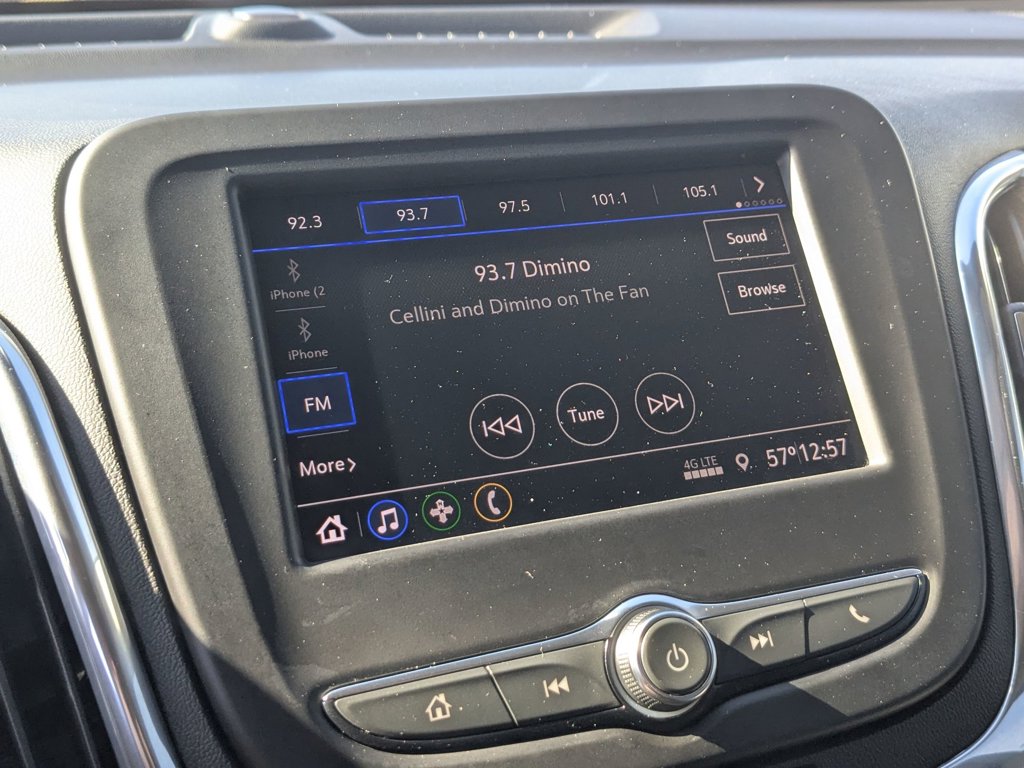 92.3
93.7
97.5
101.1
105.1
iPhone (2
iPhone
FM
More
93.7 Dimino
Cellini and Dimino on The Fan
Sound
Browse
Tune
4G LTE
57° 12:57